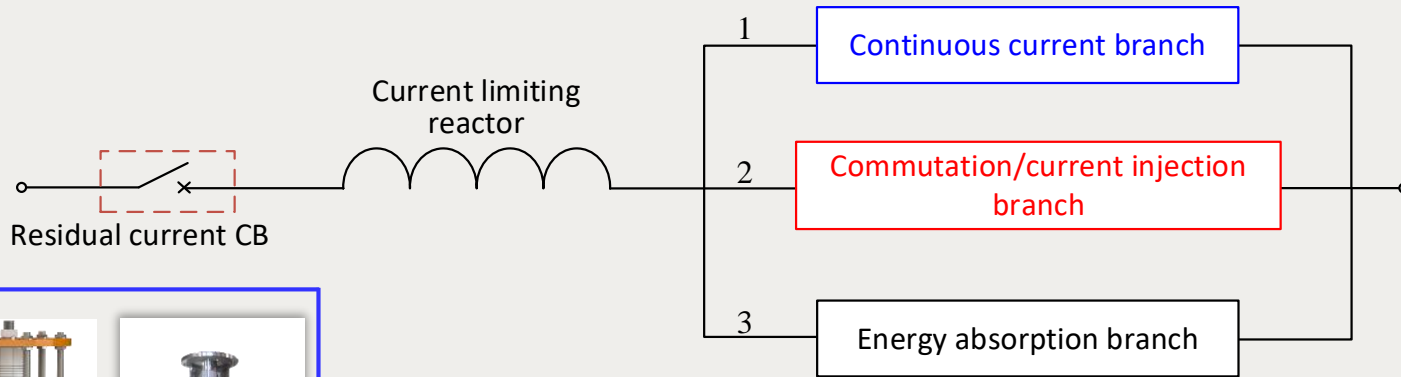 1
Continuous current branch
Current limiting
reactor
2
Commutation/current injection
branch
Residual current CB
3
Energy absorption branch